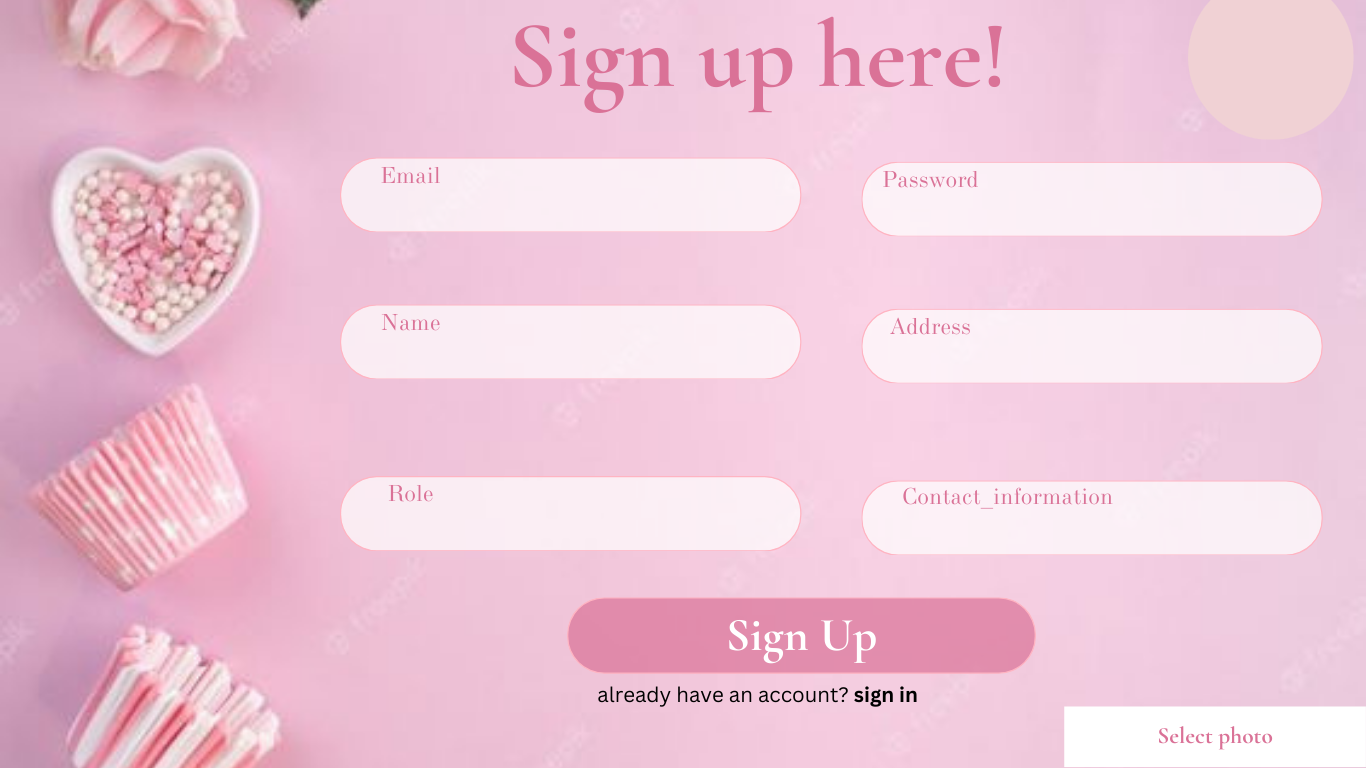 Sign up here!
Email
Password
Name
Address
Role
Contact_information
Sign Up
already have an account? sign in
Select photo
freepik